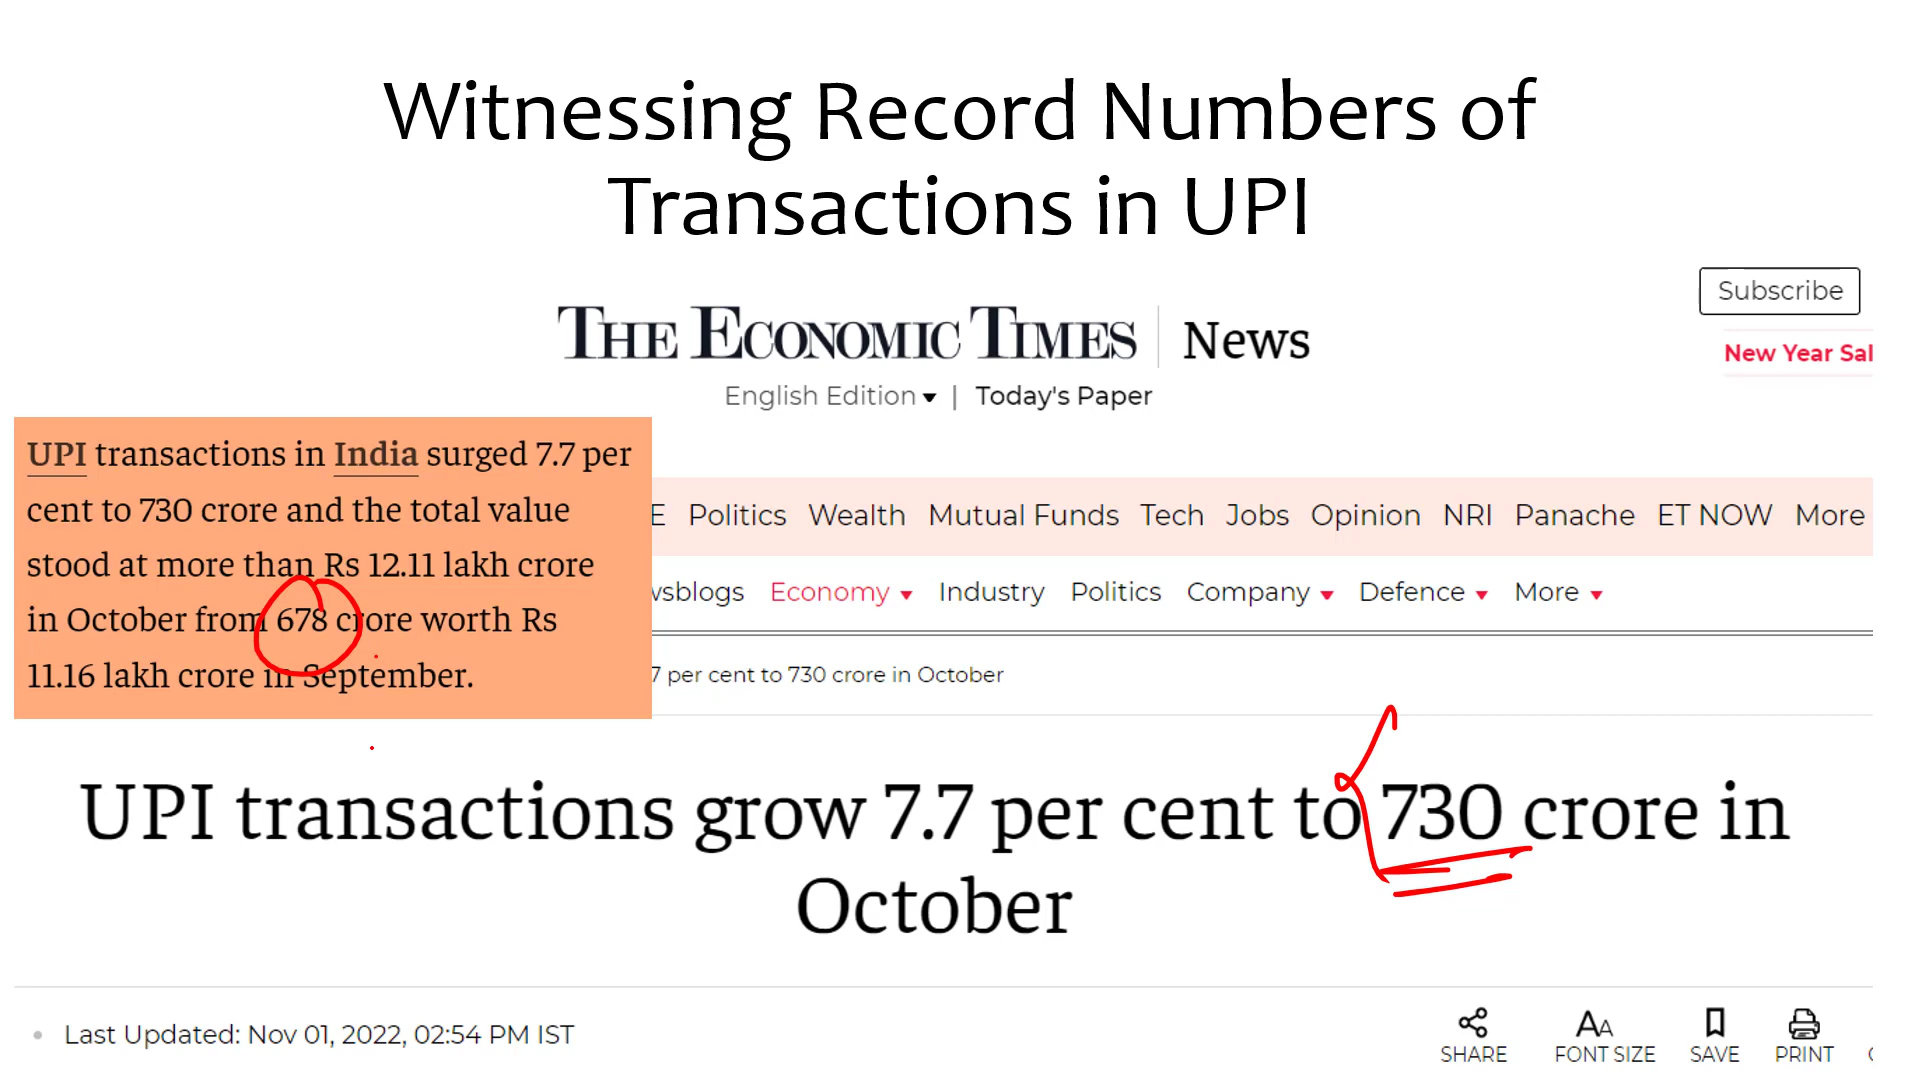 Witnessing Record Numbers of
Transactions in UPI
Subscribe
THE ECONOMIC TIMES | News
New Year Sal
English Edition | Today's Paper
UPI transactions in India surged 7.7 per
cent to 730 crore and the total value
stood at more than Rs 12.11 lakh crore
in October from 678 crore worth Rs
11.16 lakh crore in September.
E Politics Wealth Mutual Funds Tech Jobs Opinion NRI Panache ET NOW More
wsblogs Economy Industry Politics Company Defence More
7 per cent to 730 crore in October
UPI transactions grow 7.7 per cent to 730 crore in
October
Last Updated: Nov 01, 2022, 02:54 PM IST
SHARE FONT SIZE SAVE PRINT